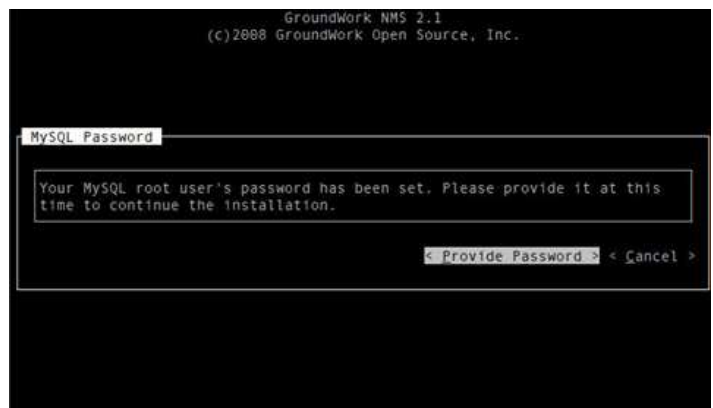 GroundWork NMS 2.1
(c)2008 GroundWork Open Source, Inc.
MySQL Password
Your MySQL root user's password has been set. Please provide it at this
time to continue the installation.
< Provide Password > < Cancel >